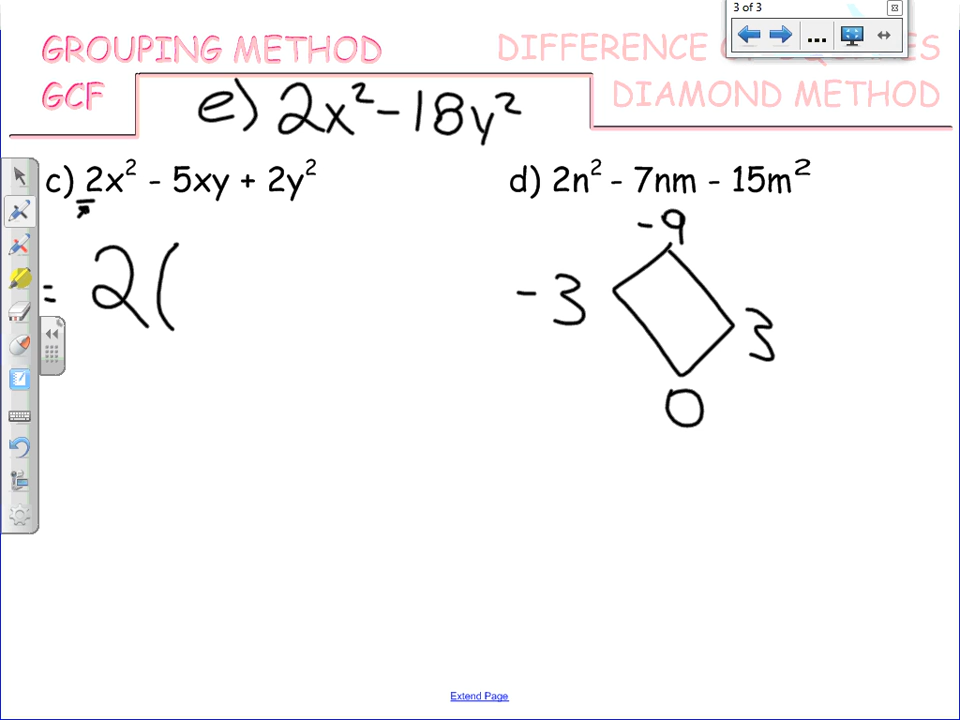 3 of 3
GROUPING METHOD
DIFFERENCE OF SQUARES
GCF
DIAMOND METHOD
e) 2x² - 18y²
c) 2x² - 5xy + 2y²
d) 2n² - 7nm - 15m²
= 2(
-9
-3
3
0
Extend Page